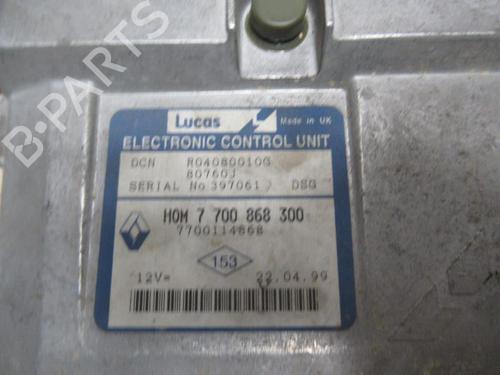 B-PARTS
Lucas Made in UK
ELECTRONIC CONTROL UNIT
DCN R04080010G
80760J
SERIAL No 397061 DSG
HOM 7 700 868 300
7700114868
153
12V= 22.04.99